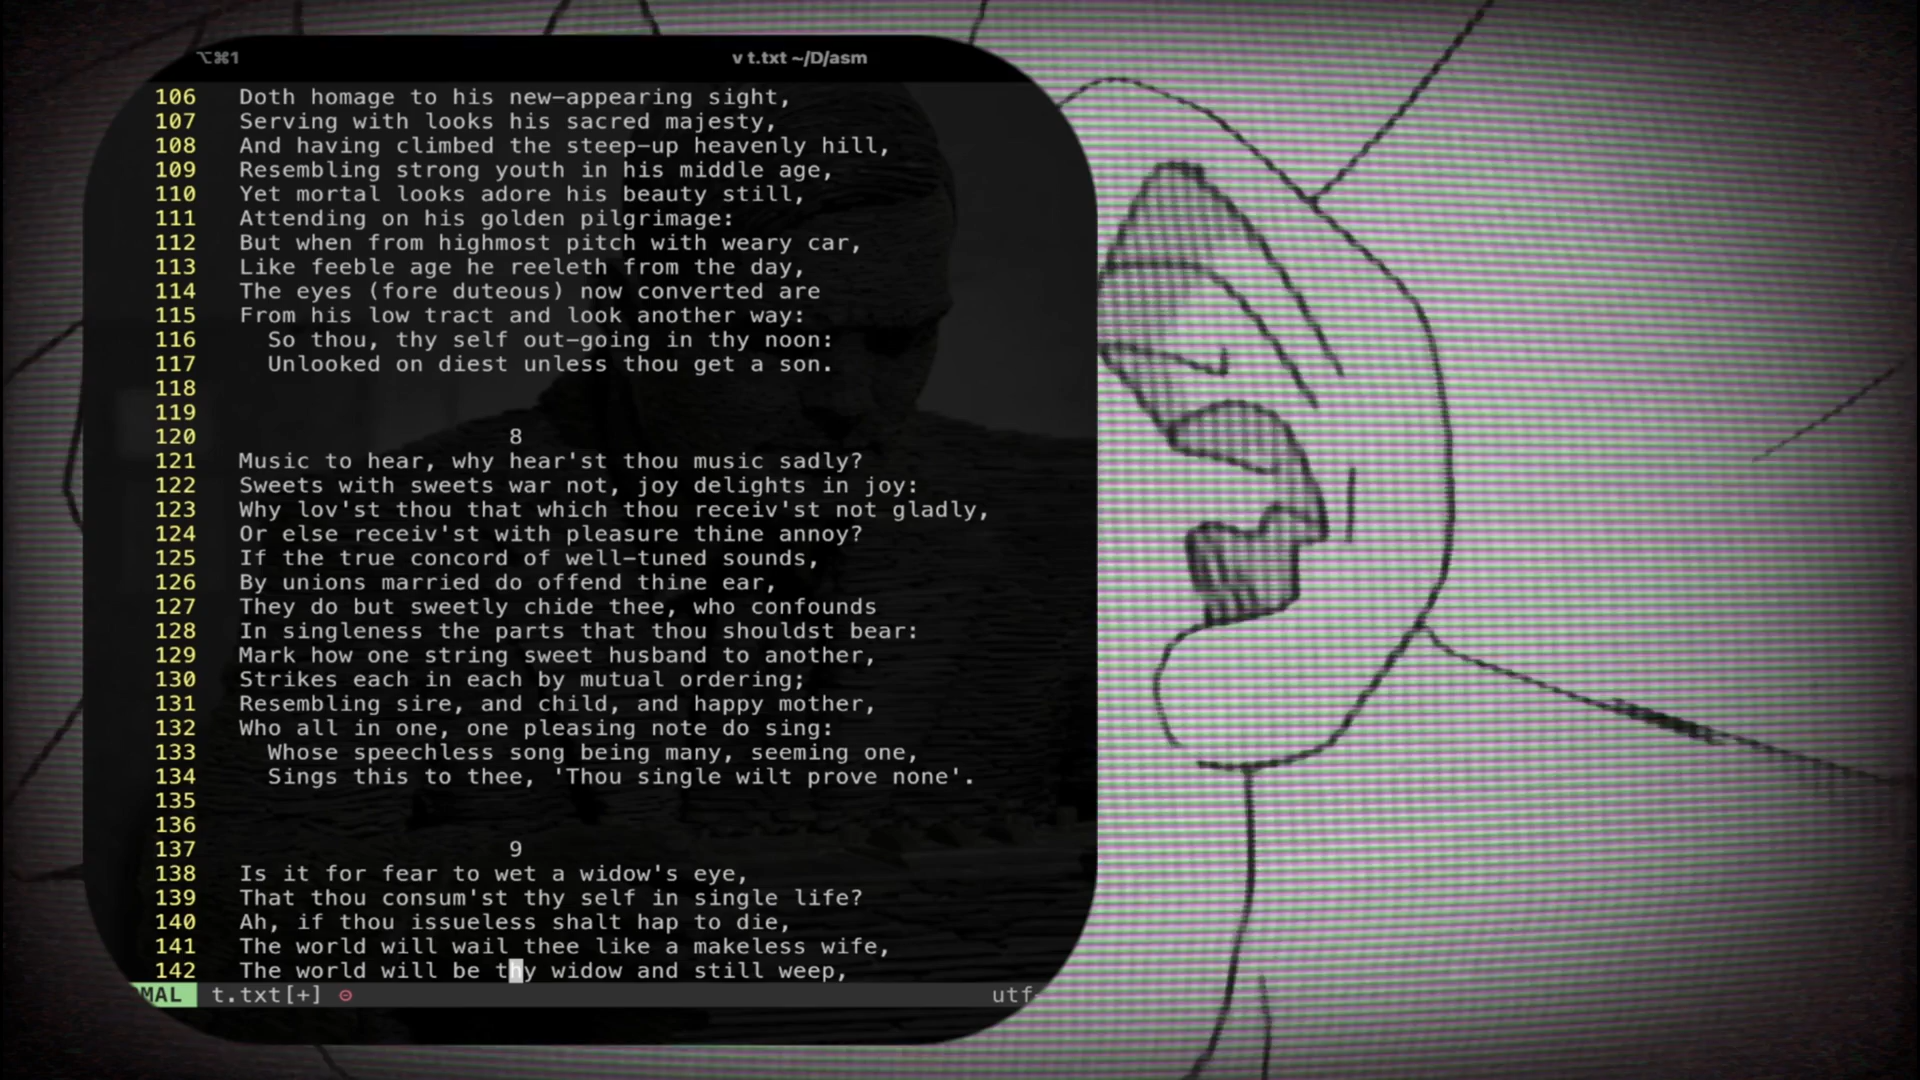 ⌥⌘1 v t.txt ~/D/asm
106 Doth homage to his new-appearing sight,
107 Serving with looks his sacred majesty,
108 And having climbed the steep-up heavenly hill,
109 Resembling strong youth in his middle age,
110 Yet mortal looks adore his beauty still,
111 Attending on his golden pilgrimage:
112 But when from highmost pitch with weary car,
113 Like feeble age he reeleth from the day,
114 The eyes (fore duteous) now converted are
115 From his low tract and look another way:
116 So thou, thy self out-going in thy noon:
117 Unlooked on diest unless thou get a son.
118
119
120 8
121 Music to hear, why hear'st thou music sadly?
122 Sweets with sweets war not, joy delights in joy:
123 Why lov'st thou that which thou receiv'st not gladly,
124 Or else receiv'st with pleasure thine annoy?
125 If the true concord of well-tuned sounds,
126 By unions married do offend thine ear,
127 They do but sweetly chide thee, who confounds
128 In singleness the parts that thou shouldst bear:
129 Mark how one string sweet husband to another,
130 Strikes each in each by mutual ordering;
131 Resembling sire, and child, and happy mother,
132 Who all in one, one pleasing note do sing:
133 Whose speechless song being many, seeming one,
134 Sings this to thee, 'Thou single wilt prove none'.
135
136
137 9
138 Is it for fear to wet a widow's eye,
139 That thou consum'st thy self in single life?
140 Ah, if thou issueless shalt hap to die,
141 The world will wail thee like a makeless wife,
142 The world will be thy widow and still weep,
MAL t.txt[+] ⊝ utf-